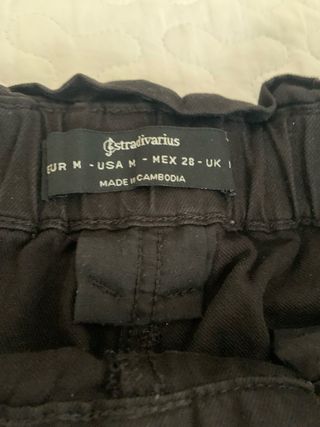 stradivarius
EUR M - USA M - MEX 28 - UK
MADE IN CAMBODIA